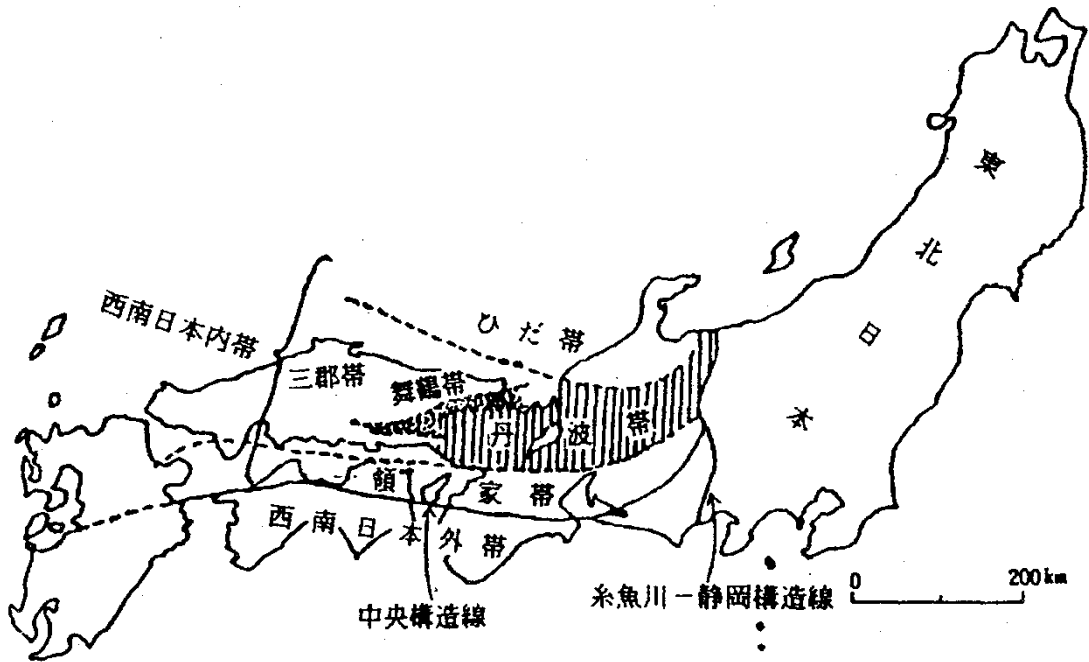 東北日本
ひだ帯
西南日本内帯
三郡帯
舞鶴帯
丹波帯
領家帯
西南日本外帯
中央構造線
糸魚川－静岡構造線
0 200km